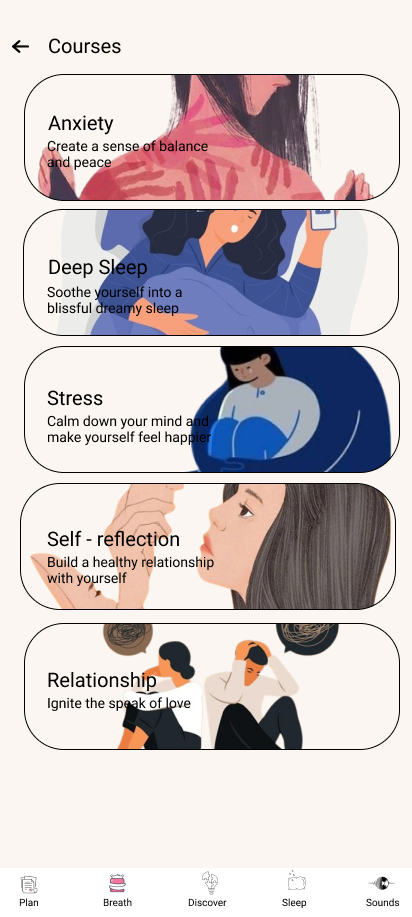 Courses
Anxiety
Create a sense of balance
and peace
Deep Sleep
Soothe yourself into a
blissful dreamy sleep
Stress
Calm down your mind and
make yourself feel happier
Self - reflection
Build a healthy relationship
with yourself
Relationship
Ignite the speak of love
Plan
Breath
Discover
Sleep
Sounds